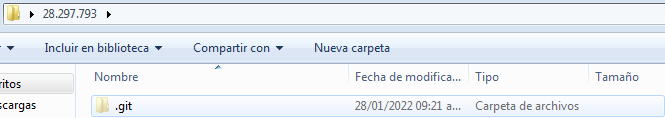 28.297.793
Incluir en biblioteca Compartir con Nueva carpeta
Nombre Fecha de modifica... Tipo Tamaño
ritos
scargas
.git 28/01/2022 09:21 a... Carpeta de archivos